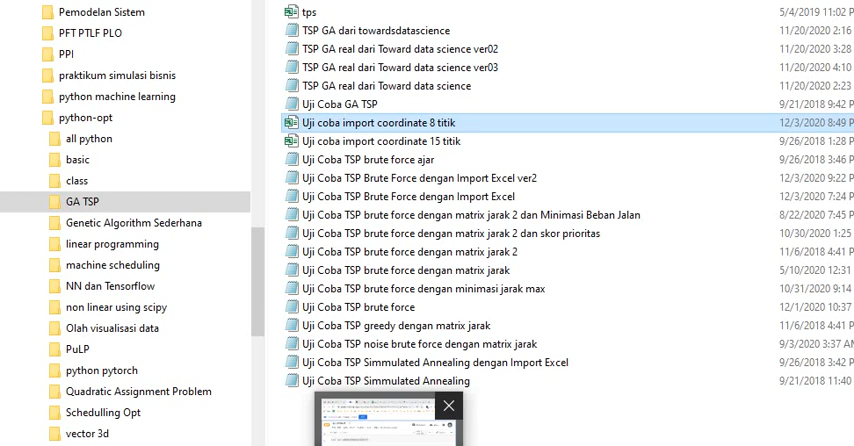 Pemodelan Sistem
PFT PTLF PLO
PPI
praktikum simulasi bisnis
python machine learning
python-opt
all python
basic
class
GA TSP
Genetic Algorithm Sederhana
linear programming
machine scheduling
NN dan Tensorflow
non linear using scipy
Olah visualisasi data
PuLP
python pytorch
Quadratic Assignment Problem
Schedulling Opt
vector 3d
tps 5/4/2019 11:02 P
TSP GA dari towardsdatascience 11/20/2020 2:16
TSP GA real dari Toward data science ver02 11/20/2020 3:28
TSP GA real dari Toward data science ver03 11/20/2020 4:10
TSP GA real dari Toward data science 11/20/2020 2:23
Uji Coba GA TSP 9/21/2018 9:42 P
Uji coba import coordinate 8 titik 12/3/2020 8:49 P
Uji coba import coordinate 15 titik 9/26/2018 1:28 P
Uji Coba TSP brute force ajar 9/26/2018 3:46 P
Uji Coba TSP Brute Force dengan Import Excel ver2 12/3/2020 9:22 P
Uji Coba TSP Brute Force dengan Import Excel 12/3/2020 7:24 P
Uji Coba TSP brute force dengan matrix jarak 2 dan Minimasi Beban Jalan 8/22/2020 7:45 P
Uji Coba TSP brute force dengan matrix jarak 2 dan skor prioritas 10/30/2020 1:25
Uji Coba TSP brute force dengan matrix jarak 2 11/6/2018 4:41 P
Uji Coba TSP brute force dengan matrix jarak 5/10/2020 12:31
Uji Coba TSP brute force dengan minimasi jarak max 10/31/2020 9:14
Uji Coba TSP brute force 12/1/2020 10:37
Uji Coba TSP greedy dengan matrix jarak 11/6/2018 4:41 P
Uji Coba TSP noise brute force dengan matrix jarak 9/3/2020 3:37 AM
Uji Coba TSP Simmulated Annealing dengan Import Excel 9/26/2018 3:42 P
Uji Coba TSP Simmulated Annealing 9/21/2018 11:40